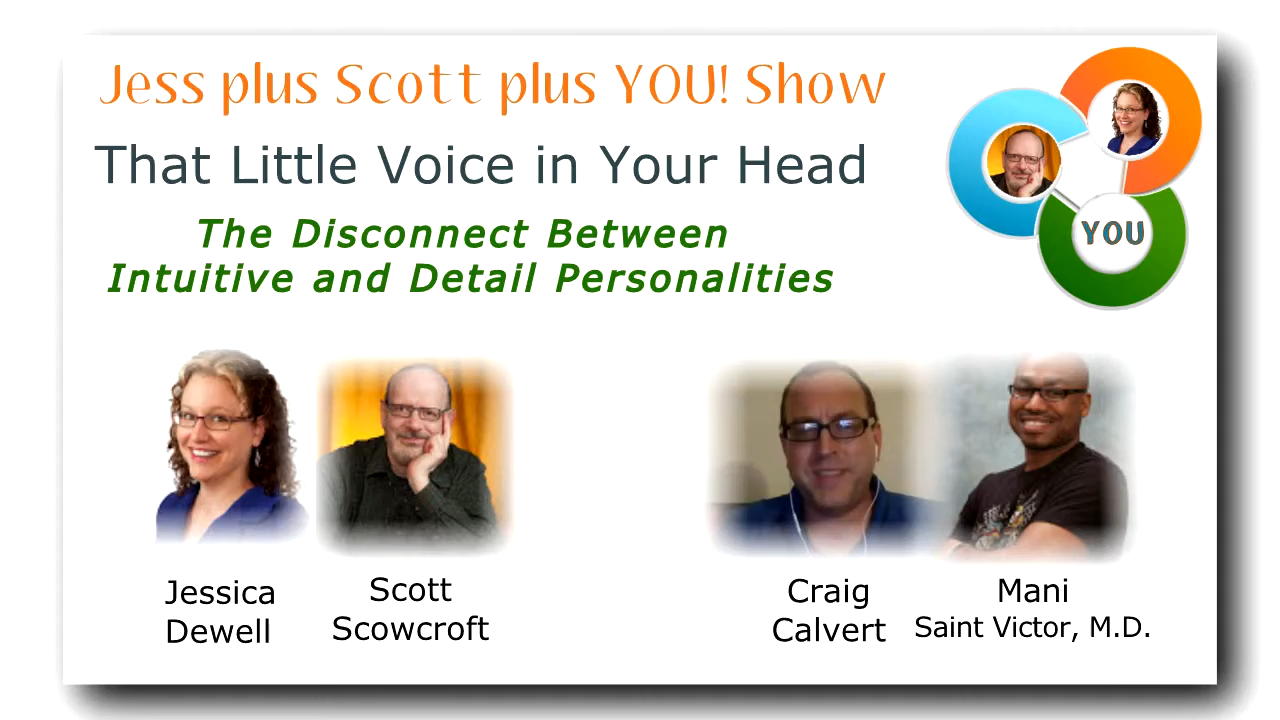 Jess plus Scott plus YOU! Show
That Little Voice in Your Head
The Disconnect Between
Intuitive and Detail Personalities
YOU
Jessica
Dewell
Scott
Scowcroft
Craig
Calvert
Mani
Saint Victor, M.D.